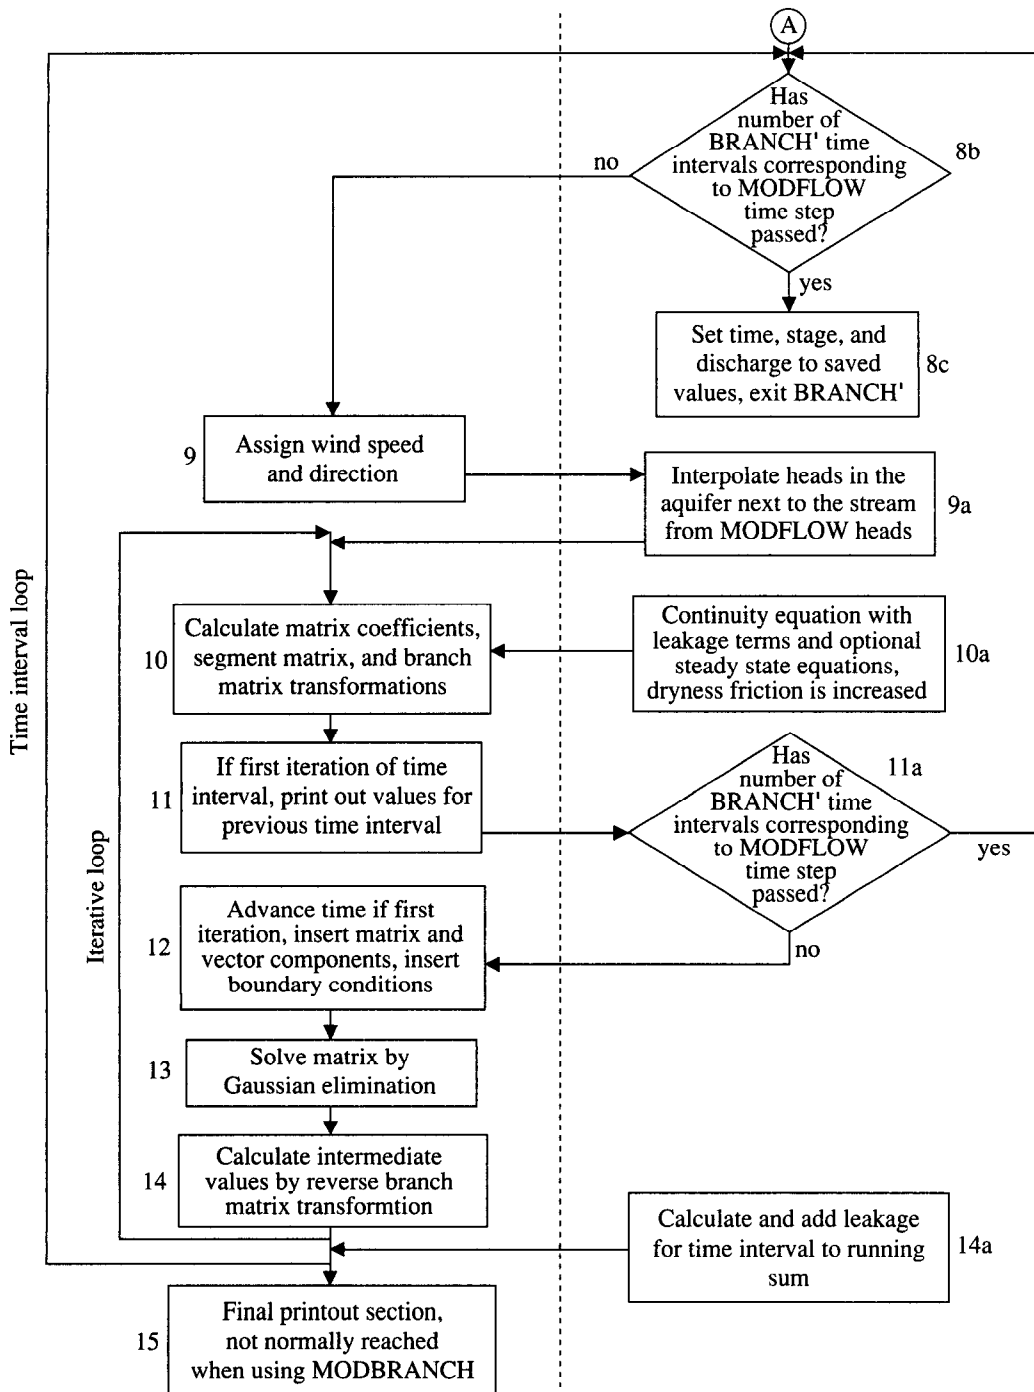 A
Has
number of
BRANCH' time
intervals corresponding
to MODFLOW
time step
passed?
8b
no
yes
Set time, stage, and
discharge to saved
values, exit BRANCH'
8c
9
Assign wind speed
and direction
Interpolate heads in the
aquifer next to the stream
from MODFLOW heads
9a
Time interval loop
Iterative loop
10
Calculate matrix coefficients,
segment matrix, and branch
matrix transformations
Continuity equation with
leakage terms and optional
steady state equations,
dryness friction is increased
10a
11
If first iteration of time
interval, print out values for
previous time interval
Has
number of
BRANCH' time
intervals corresponding
to MODFLOW
time step
passed?
11a
yes
no
12
Advance time if first
iteration, insert matrix and
vector components, insert
boundary conditions
13
Solve matrix by
Gaussian elimination
14
Calculate intermediate
values by reverse branch
matrix transformtion
Calculate and add leakage
for time interval to running
sum
14a
15
Final printout section,
not normally reached
when using MODBRANCH